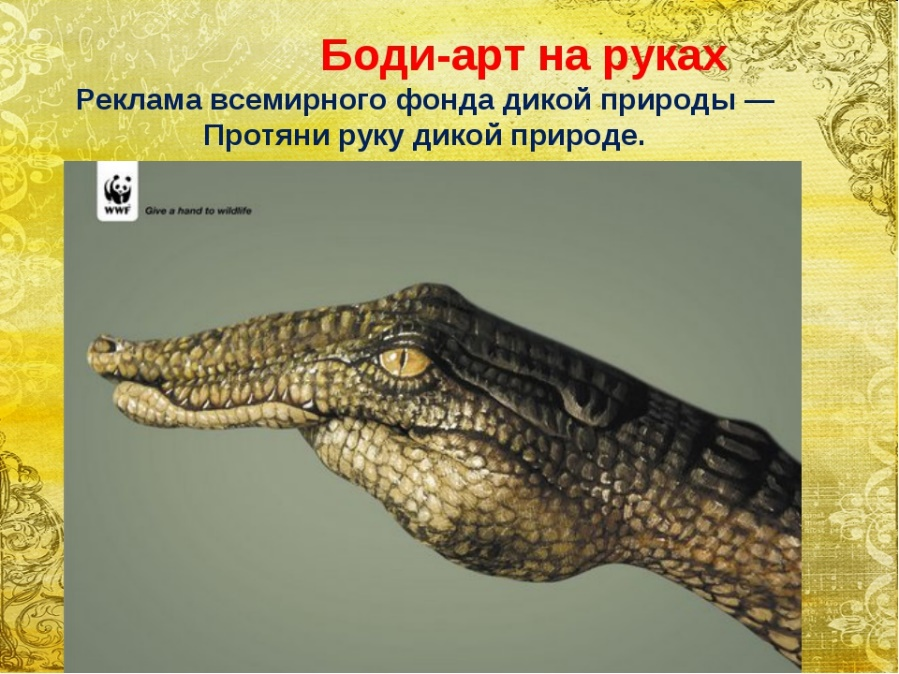 Боди-арт на руках
Реклама всемирного фонда дикой природы —
Протяни руку дикой природе.
WWF
Give a hand to wildlife